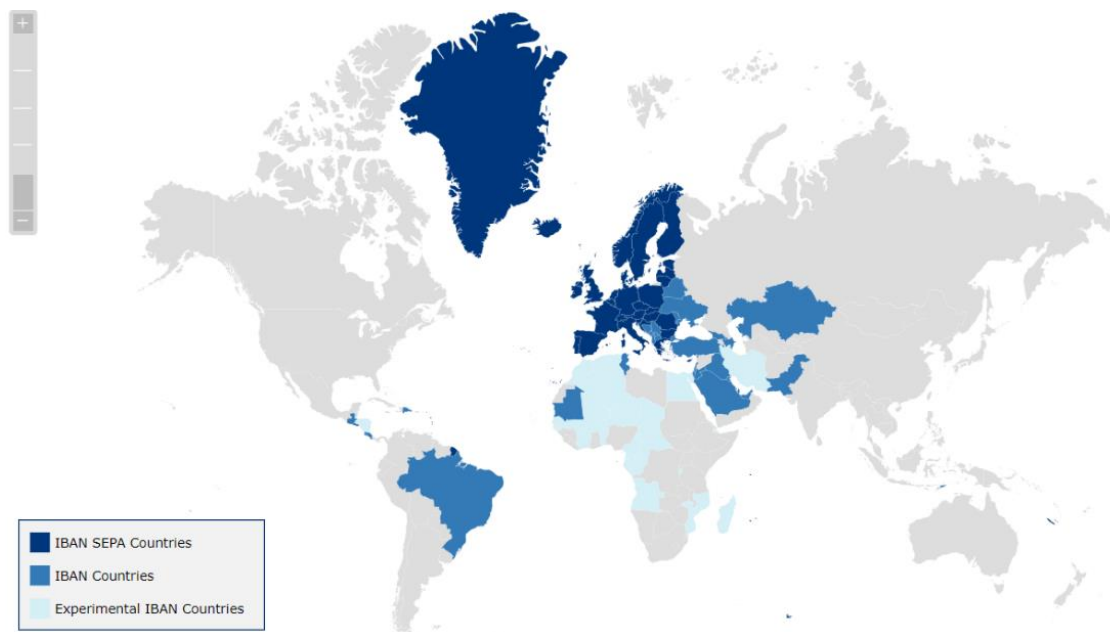 +
−
IBAN SEPA Countries
IBAN Countries
Experimental IBAN Countries